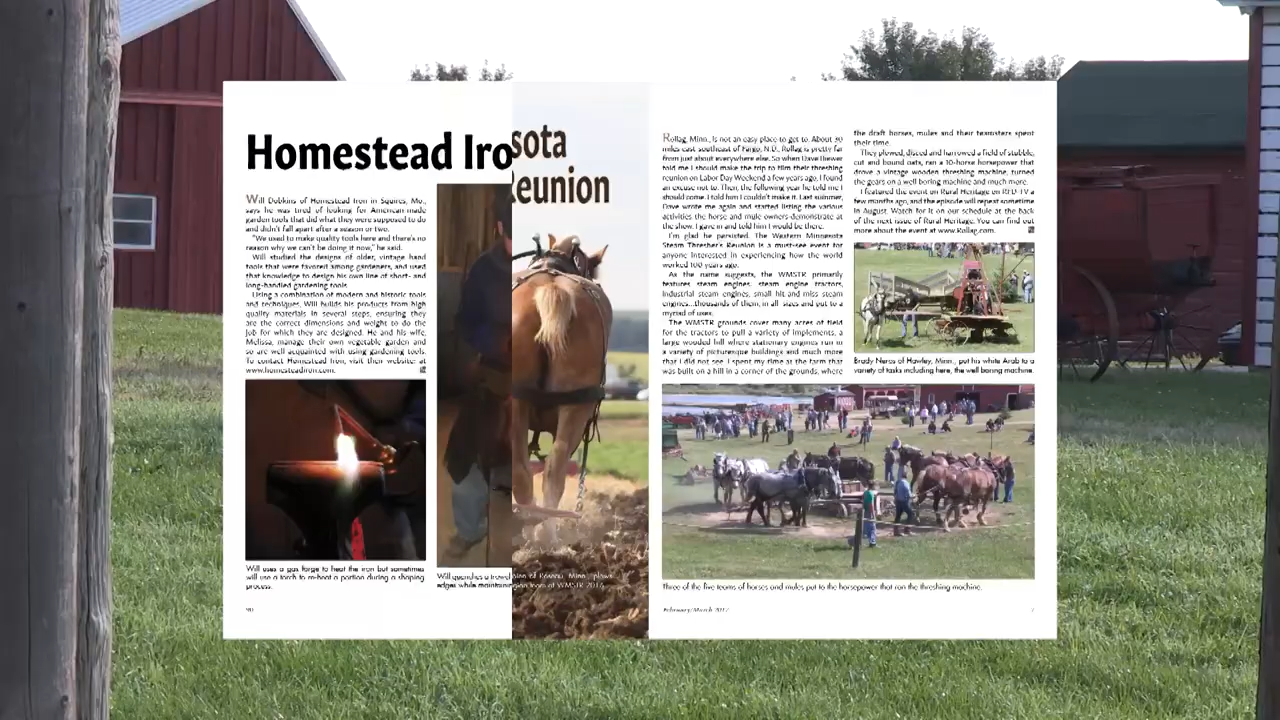 Homestead Iro
Will Dobkins of Homestead Iron in Squires, Mo.,
says he was tired of looking for American-made
garden tools that did what they were supposed to do
and didn't fall apart after a season or two.
"We used to make quality tools here and there's no
reason why we can't be doing it now," he said.
Will studied the designs of older, vintage hand
tools that were favored among gardeners, and used
that knowledge to design his own line of short- and
long-handled gardening tools.
Using a combination of modern and historic tools
and techniques, Will builds his products from high
quality materials in several steps, ensuring they
are the correct dimensions and weight to do the
job for which they are designed. He and his wife,
Melissa, manage their own vegetable garden and
so are well acquainted with using gardening tools.
To contact Homestead Iron, visit their website: at
www.homesteadiron.com.
Will uses a gas forge to heat the iron but sometimes
will use a torch to re-heat a portion during a shaping
process.
Will quenches a trowel
edges while maintaining
sota
Reunion
of Roseau, Minn., plows
team at WMSTR 2016.
Rollag, Minn., is not an easy place to get to. About 30
miles east-southeast of Fargo, N.D., Rollag is pretty far
from just about everywhere else. So when Dave Biewer
told me I should make the trip to film their threshing
reunion on Labor Day Weekend a few years ago, I found
an excuse not to. Then, the following year he told me I
should come. I told him I couldn't make it. Last summer,
Dave wrote me again and started listing the various
activities the horse and mule owners demonstrate at
the show. I gave in and told him I would be there.
I'm glad he persisted. The Western Minnesota
Steam Thresher's Reunion is a must-see event for
anyone interested in experiencing how the world
worked 100 years ago.
As the name suggests, the WMSTR primarily
features steam engines: steam engine tractors,
industrial steam engines, small hit and miss steam
engines...thousands of them, in all sizes and put to a
myriad of uses.
The WMSTR grounds cover many acres of field
for the tractors to pull a variety of implements, a
large wooded hill where stationary engines run in
a variety of picturesque buildings and much more
that I did not see. I spent my time at the farm that
was built on a hill in a corner of the grounds, where
the draft horses, mules and their teamsters spent
their time.
They plowed, disced and harrowed a field of stubble,
cut and bound oats, ran a 10-horse horsepower that
drove a vintage wooden threshing machine, turned
the gears on a well boring machine and much more.
I featured the event on Rural Heritage on RFD-TV a
few months ago, and the episode will repeat sometime
in August. Watch for it on our schedule at the back
of the next issue of Rural Heritage. You can find out
more about the event at www.Rollag.com.
Brady Neros of Hawley, Minn., put his white Arab to a
variety of tasks including here, the well boring machine.
Three of the five teams of horses and mules put to the horsepower that ran the threshing machine.
90
February/March 2017
7